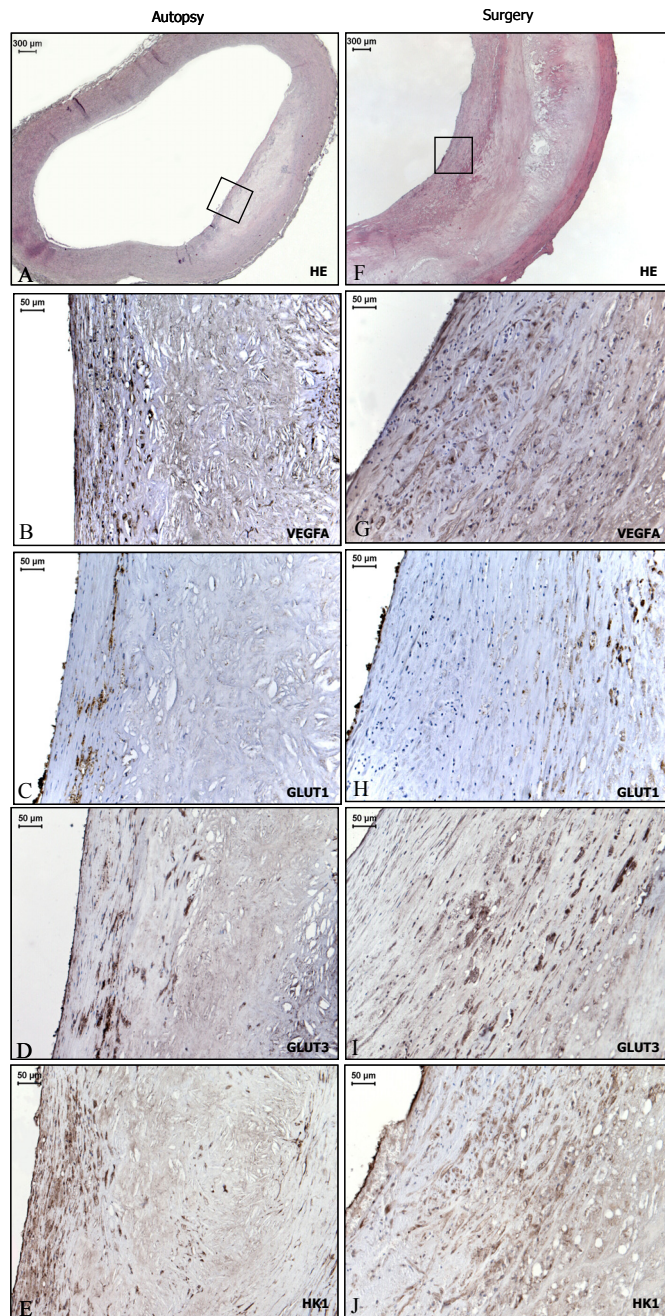 Autopsy
Surgery
300 µm
A
HE
300 µm
F
HE
50 µm
B
VEGFA
50 µm
G
VEGFA
50 µm
C
GLUT1
50 µm
H
GLUT1
50 µm
D
GLUT3
50 µm
I
GLUT3
50 µm
E
HK1
50 µm
J
HK1